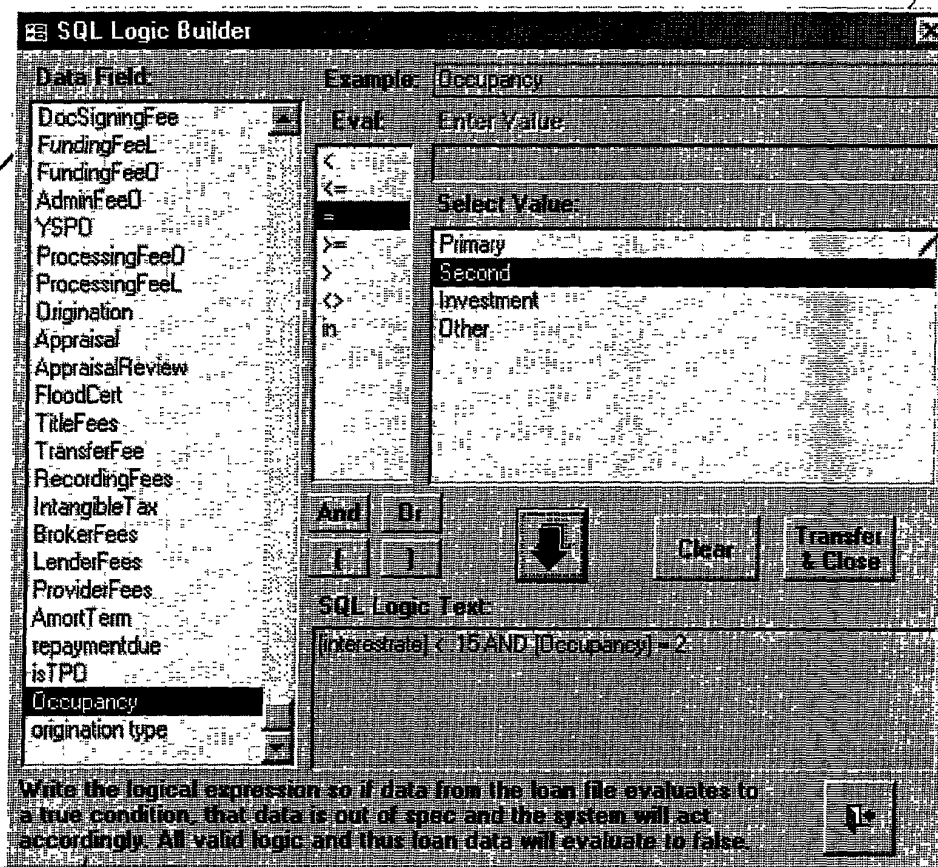 SQL Logic Builder
Data Field:
DocSigningFee
FundingFeeL
FundingFeeO
AdminFeeO
YSPO
ProcessingFeeO
ProcessingFeeL
Origination
Appraisal
AppraisalReview
FloodCert
TitleFees
TransferFee
RecordingFees
IntangibleTax
BrokerFees
LenderFees
ProviderFees
AmortTerm
repaymentdue
isTPO
Occupancy
origination type
Example: Occupancy
Eval:
<
<=
=
>=
>
<>
in
Enter Value:
Select Value:
Primary
Second
Investment
Other
And Or
( )
Clear
Transfer
& Close
SQL Logic Text:
[interestrate] < .15 AND [Occupancy] = 2
Write the logical expression so if data from the loan file evaluates to
a true condition, that data is out of spec and the system will act
accordingly. All valid logic and thus loan data will evaluate to false.